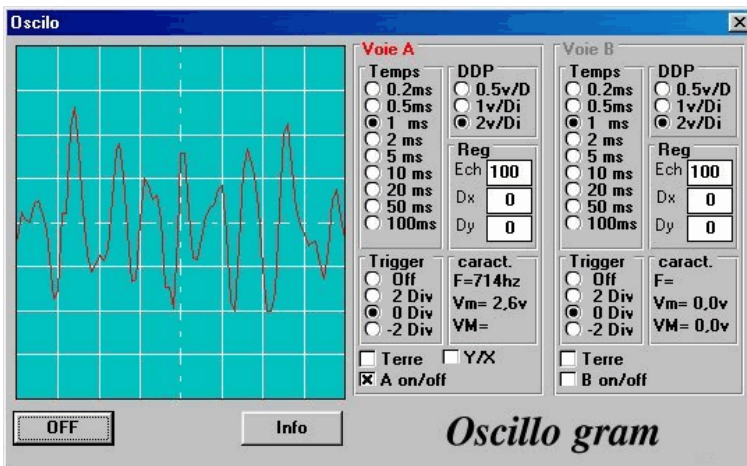 Oscilo
Voie A
Temps
0.2ms
0.5ms
1 ms
2 ms
5 ms
10 ms
20 ms
50 ms
100ms
DDP
0.5v/D
1v/Di
2v/Di
Reg
Ech 100
Dx 0
Dy 0
Trigger
Off
2 Div
0 Div
-2 Div
caract.
F=714hz
Vm= 2,6v
VM=
Terre
Y/X
A on/off
Voie B
Temps
0.2ms
0.5ms
1 ms
2 ms
5 ms
10 ms
20 ms
50 ms
100ms
DDP
0.5v/D
1v/Di
2v/Di
Reg
Ech 100
Dx 0
Dy 0
Trigger
Off
2 Div
0 Div
-2 Div
caract.
F=
Vm= 0,0v
VM= 0,0v
Terre
B on/off
OFF
Info
Oscillo gram